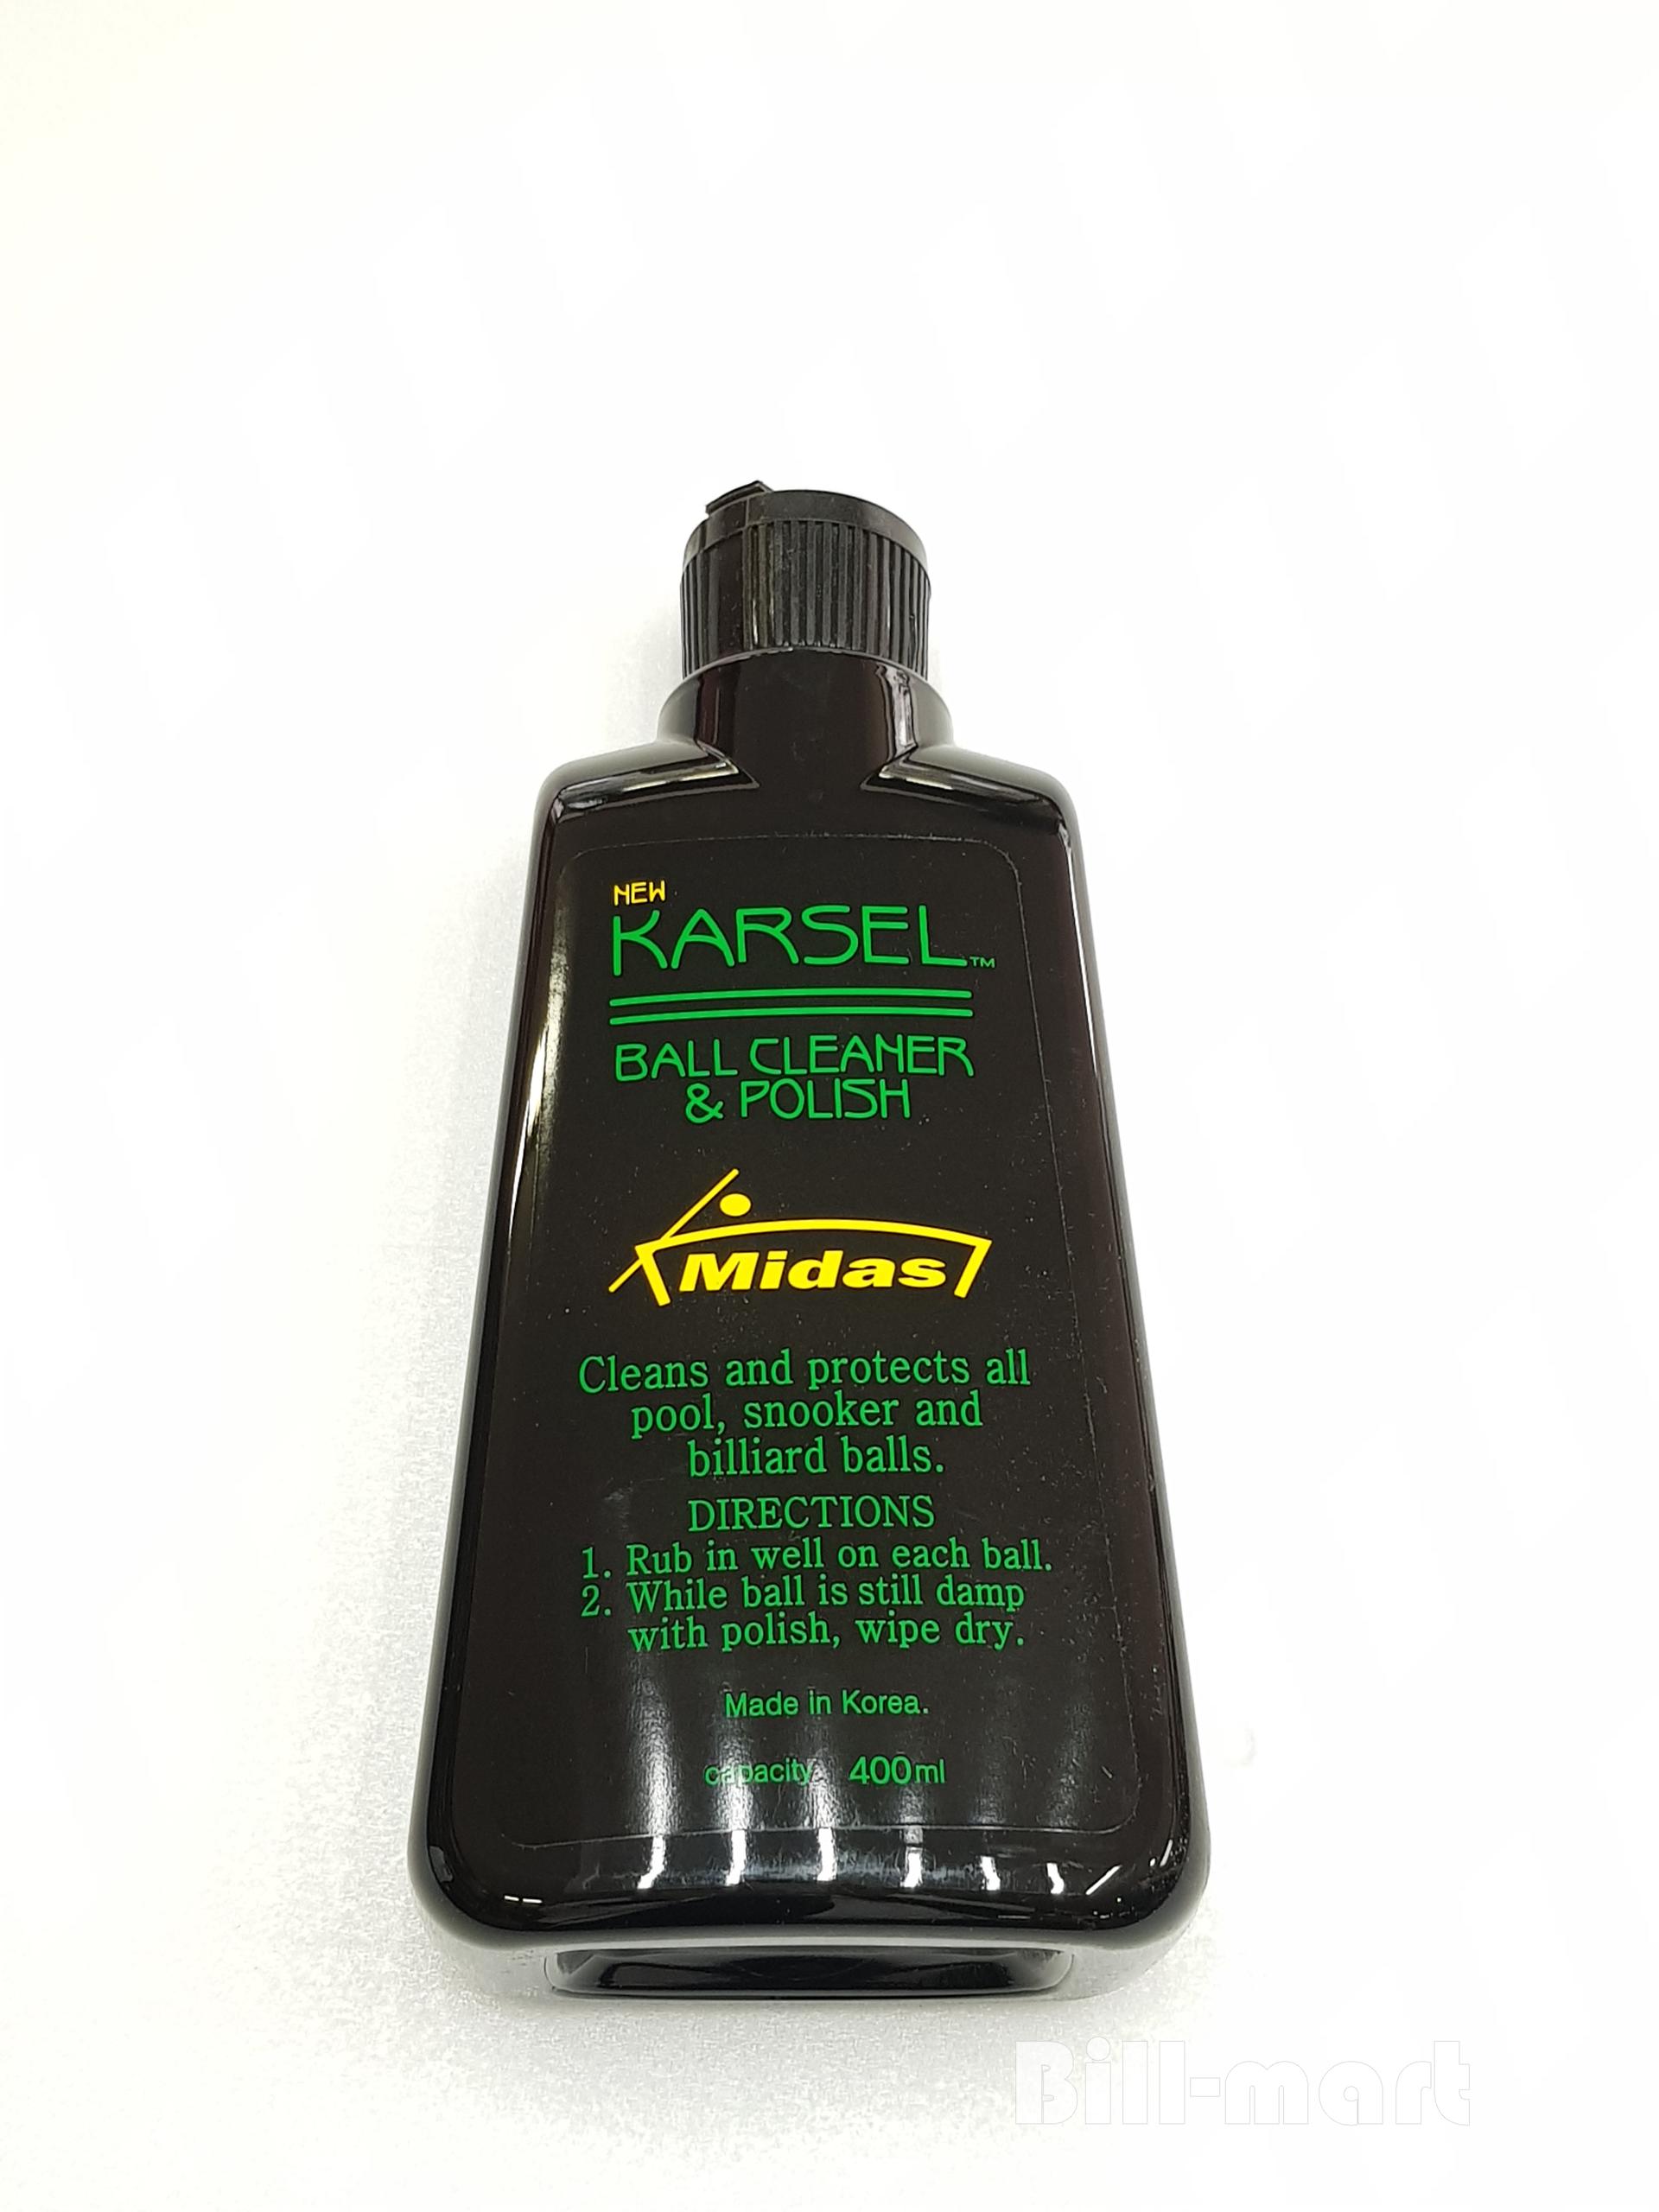 NEW
KARSEL™
BALL CLEANER
& POLISH
Midas
Cleans and protects all
pool, snooker and
billiard balls.
DIRECTIONS
1. Rub in well on each ball.
2. While ball is still damp
with polish, wipe dry.
Made in Korea.
capacity 400ml
Bill-mart